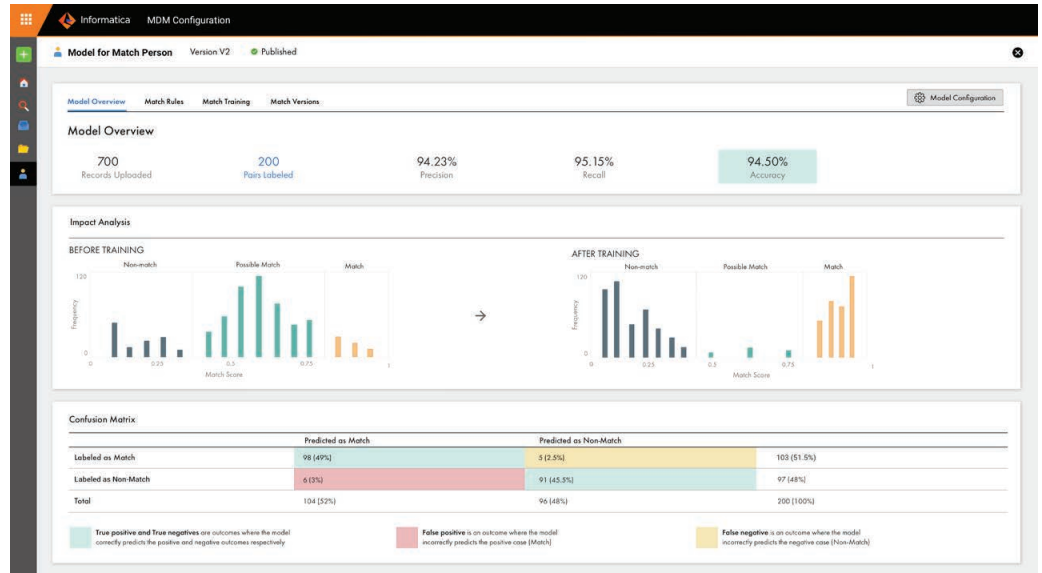 Informatica MDM Configuration
Model for Match Person Version V2 Published
Model Overview Match Rules Match Training Match Versions Model Configuration
Model Overview
700 200 94.23% 95.15% 94.50%
Records Uploaded Pairs Labeled Precision Recall Accuracy
Impact Analysis
BEFORE TRAINING
Non-match Possible Match Match
120
Frequency
0
0 0.25 0.5 0.75 1
Match Score
AFTER TRAINING
Non-match Possible Match Match
120
Frequency
0
0 0.25 0.5 0.75 1
Match Score
Confusion Matrix
Predicted as Match Predicted as Non-Match
Labeled as Match 98 (49%) 5 (2.5%) 103 (51.5%)
Labeled as Non-Match 6 (3%) 91 (45.5%) 97 (48%)
Total 104 (52%) 96 (48%) 200 (100%)
True positive and True negatives are outcomes where the model
correctly predicts the positive and negative outcomes respectively
False positive is an outcome where the model
incorrectly predicts the positive case (Match)
False negative is an outcome where the model
incorrectly predicts the negative case (Non-Match)